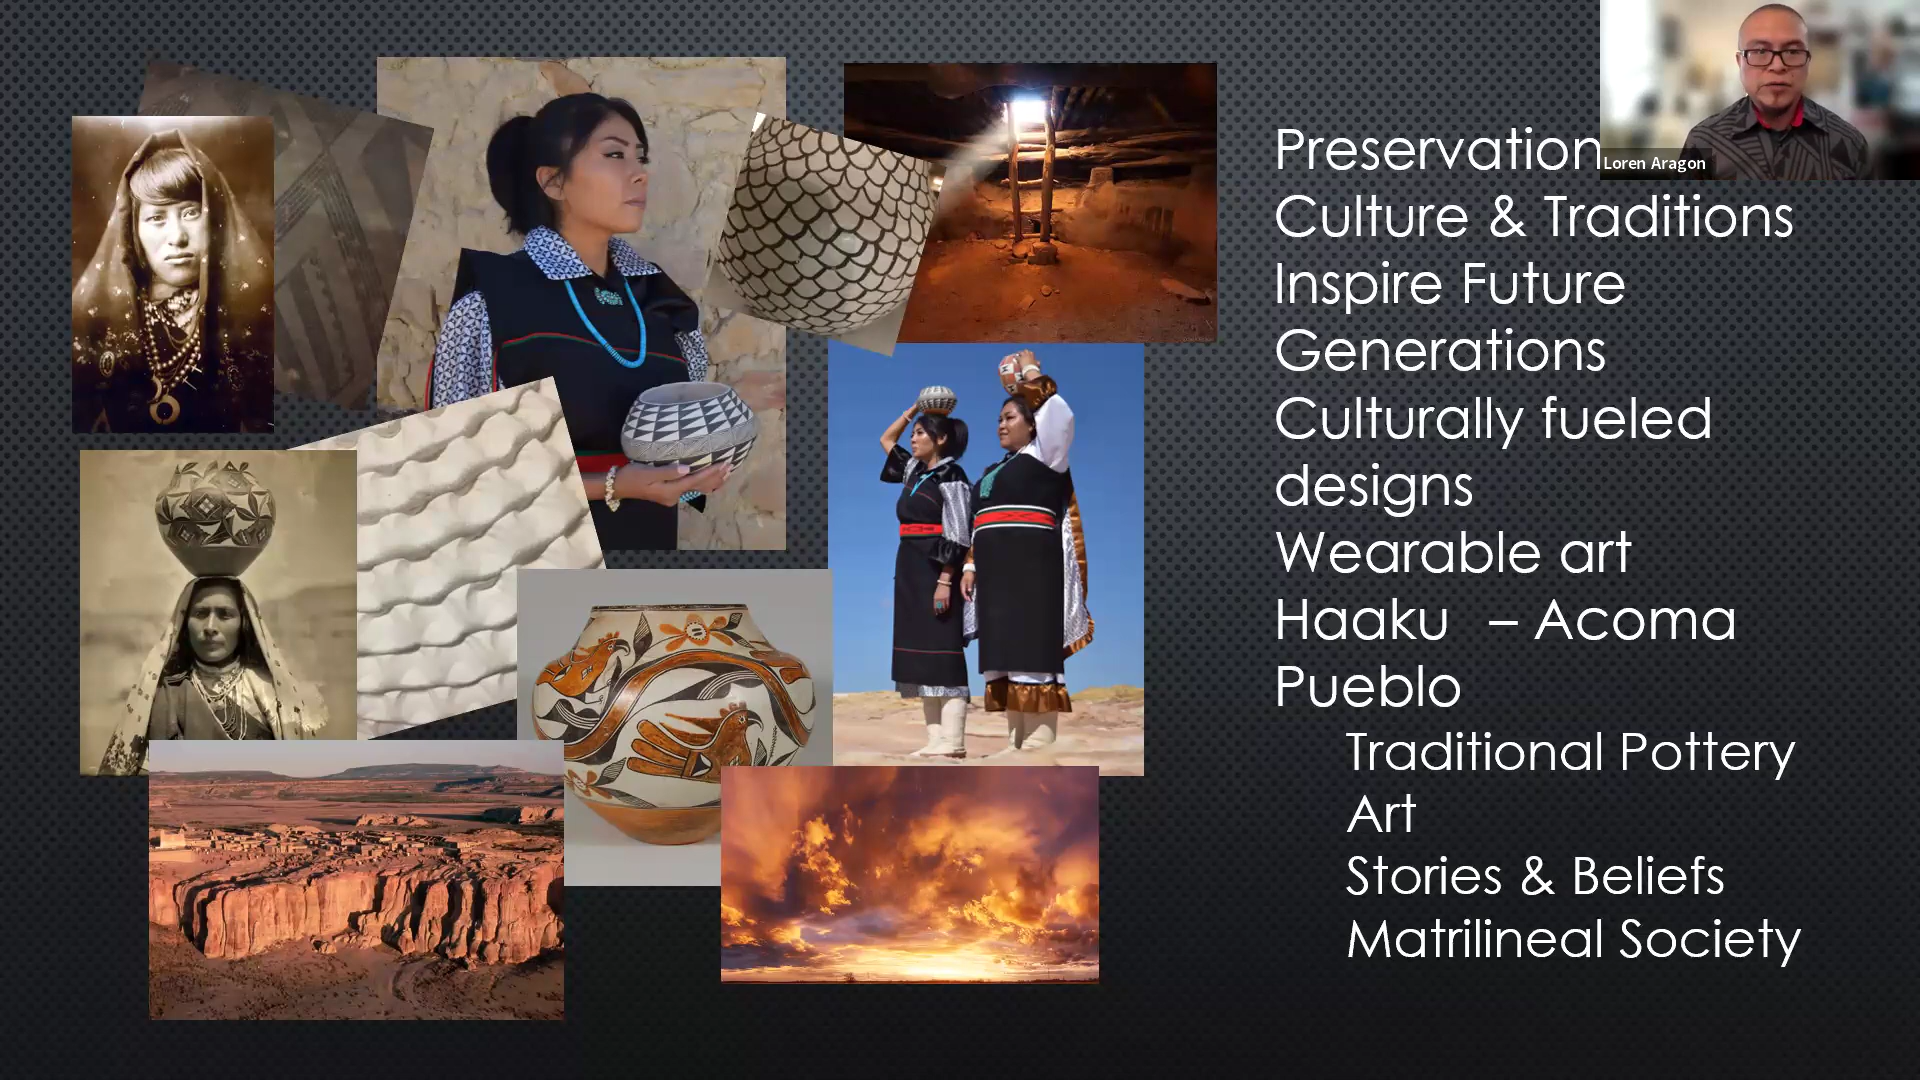 Preservation
Culture & Traditions
Inspire Future
Generations
Culturally fueled
designs
Wearable art
Haaku – Acoma
Pueblo
Traditional Pottery
Art
Stories & Beliefs
Matrilineal Society
Loren Aragon